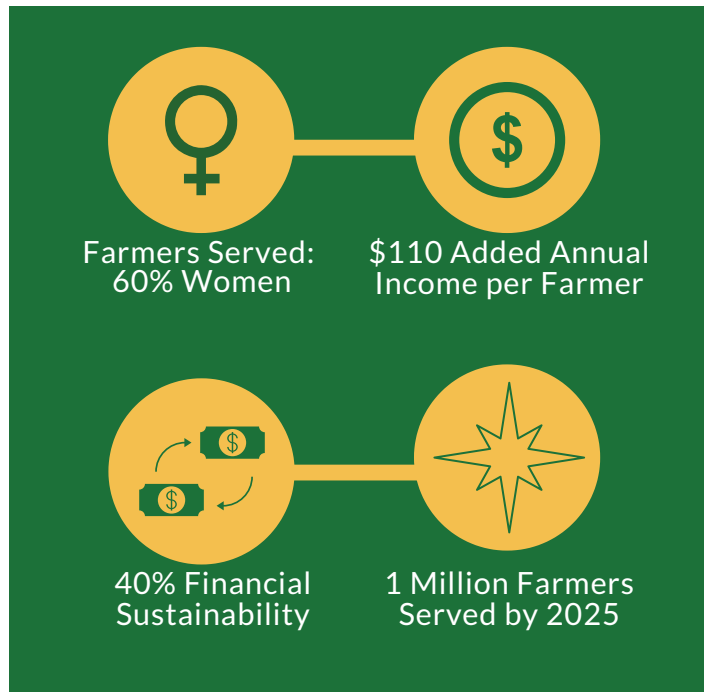 $
Farmers Served:
60% Women
$110 Added Annual
Income per Farmer
$
$
40% Financial
Sustainability
1 Million Farmers
Served by 2025